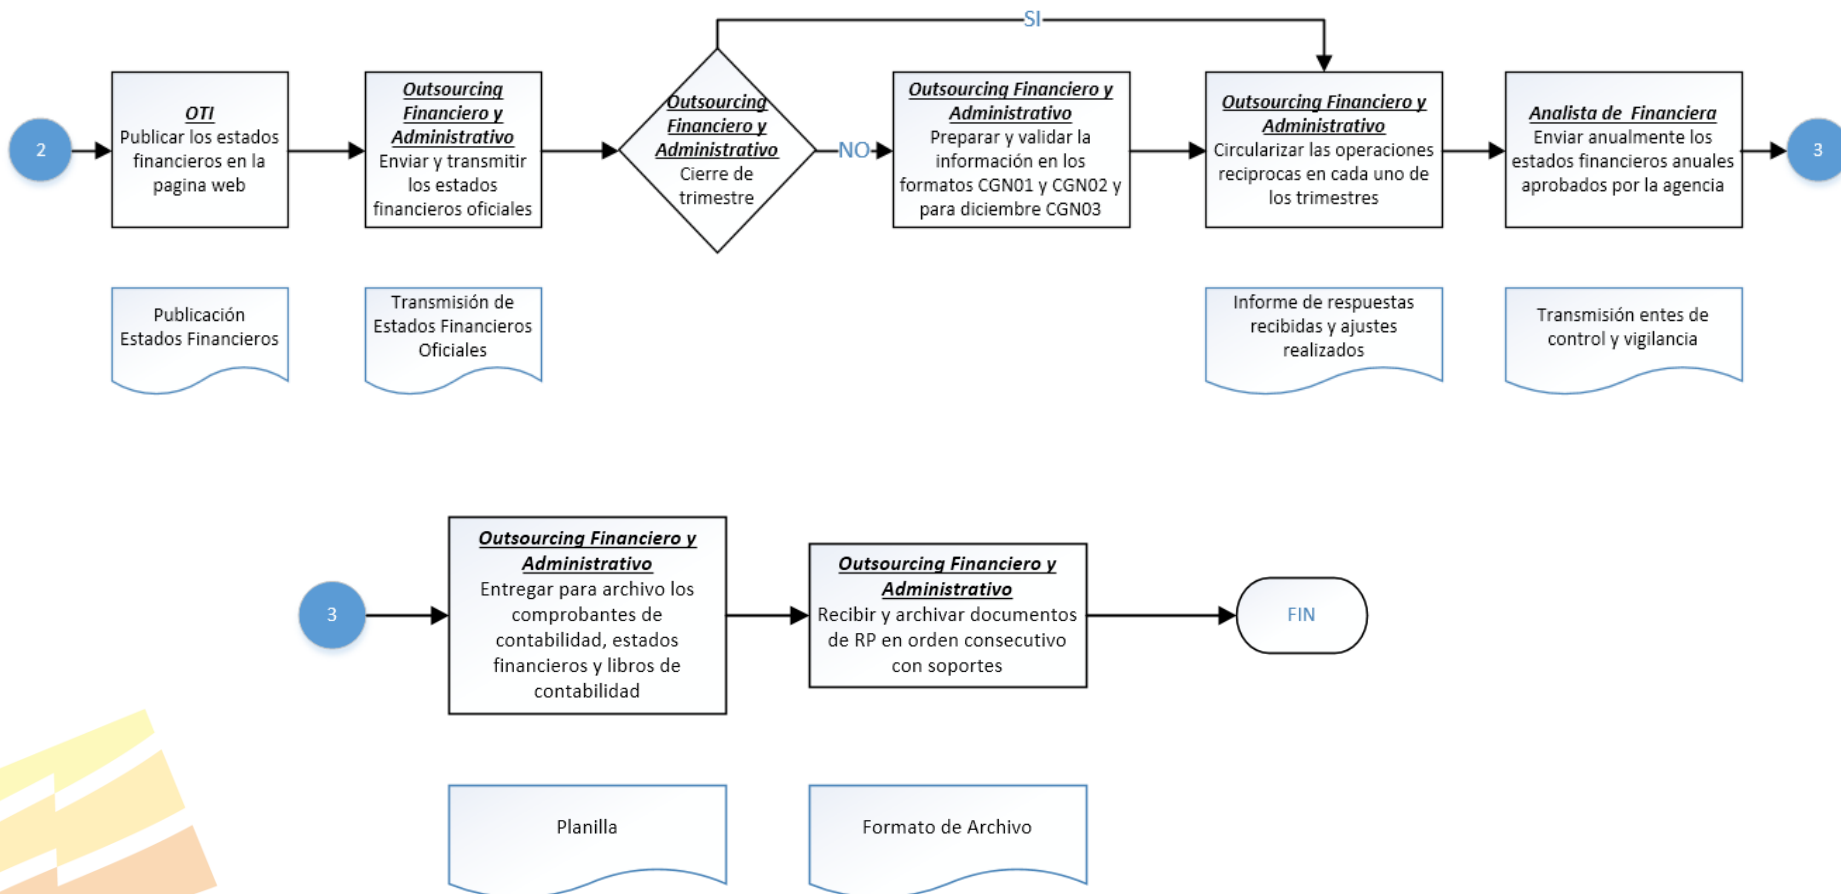 SI
2
OTI
Publicar los estados
financieros en la
pagina web
Outsourcing
Financiero y
Administrativo
Enviar y transmitir
los estados
financieros oficiales
Outsourcing
Financiero y
Administrativo
Cierre de
trimestre
NO
Outsourcing Financiero y
Administrativo
Preparar y validar la
información en los
formatos CGN01 y CGN02 y
para diciembre CGN03
Outsourcing Financiero y
Administrativo
Circularizar las operaciones
reciprocas en cada uno de
los trimestres
Analista de Financiera
Enviar anualmente los
estados financieros anuales
aprobados por la agencia
3
Publicación
Estados Financieros
Transmisión de
Estados Financieros
Oficiales
Informe de respuestas
recibidas y ajustes
realizados
Transmisión entes de
control y vigilancia
3
Outsourcing Financiero y
Administrativo
Entregar para archivo los
comprobantes de
contabilidad, estados
financieros y libros de
contabilidad
Outsourcing Financiero y
Administrativo
Recibir y archivar documentos
de RP en orden consecutivo
con soportes
FIN
Planilla
Formato de Archivo